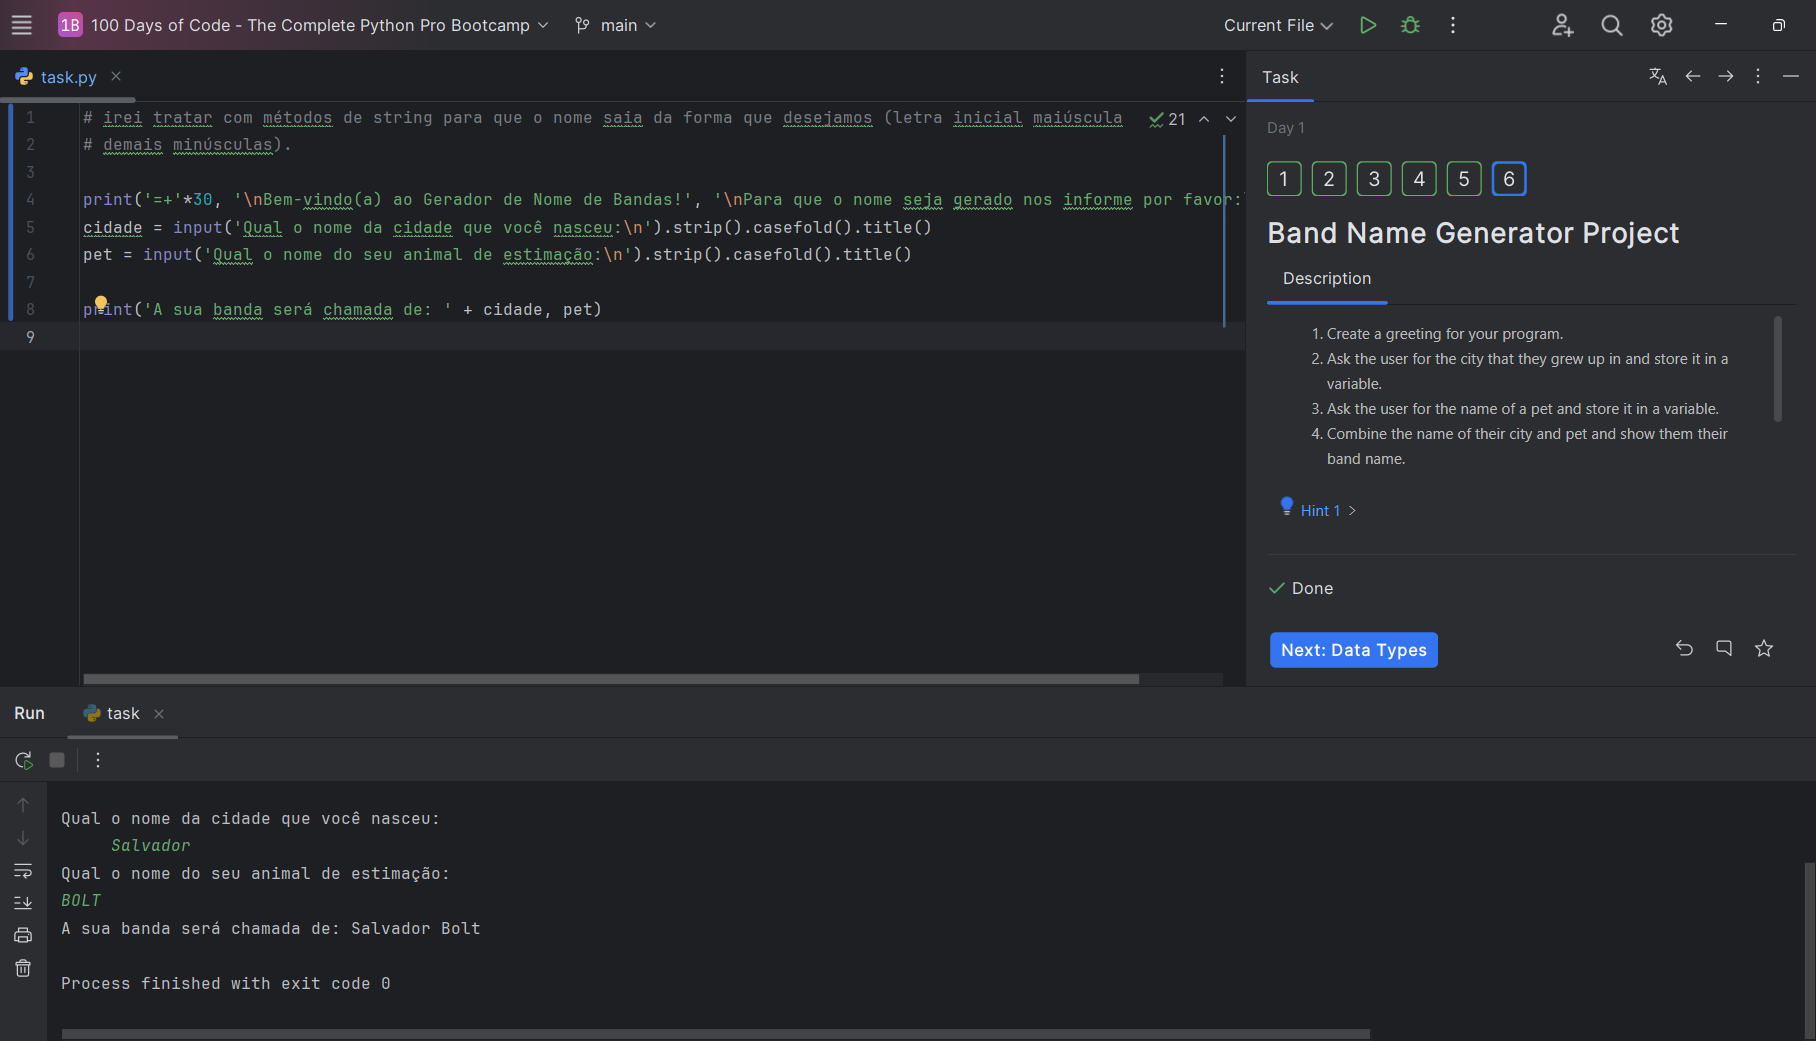 1B 100 Days of Code - The Complete Python Pro Bootcamp main Current File
task.py
Task
1 # irei tratar com métodos de string para que o nome saia da forma que desejamos (letra inicial maiúscula 21
2 # demais minúsculas).
3
4 print('=+'*30, '\nBem-vindo(a) ao Gerador de Nome de Bandas!', '\nPara que o nome seja gerado nos informe por favor:
5 cidade = input('Qual o nome da cidade que você nasceu:\n').strip().casefold().title()
6 pet = input('Qual o nome do seu animal de estimação:\n').strip().casefold().title()
7
8 print('A sua banda será chamada de: ' + cidade, pet)
9
Day 1
1 2 3 4 5 6
Band Name Generator Project
Description
1. Create a greeting for your program.
2. Ask the user for the city that they grew up in and store it in a
variable.
3. Ask the user for the name of a pet and store it in a variable.
4. Combine the name of their city and pet and show them their
band name.
Hint 1 >
Done
Next: Data Types
Run task
Qual o nome da cidade que você nasceu:
Salvador
Qual o nome do seu animal de estimação:
BOLT
A sua banda será chamada de: Salvador Bolt
Process finished with exit code 0